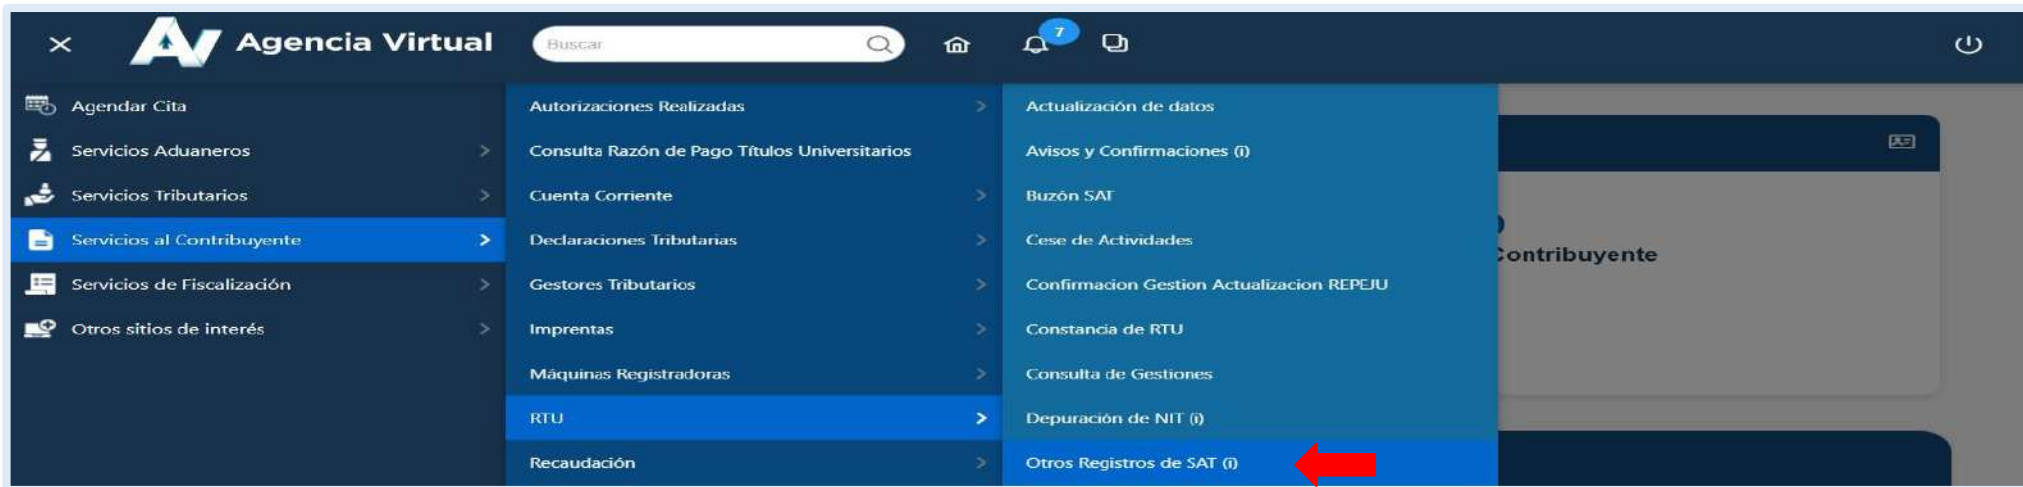 Agencia Virtual
Buscar
7
Agendar Cita
Servicios Aduaneros
Servicios Tributarios
Servicios al Contribuyente
Servicios de Fiscalización
Otros sitios de interés
Autorizaciones Realizadas
Consulta Razón de Pago Títulos Universitarios
Cuenta Corriente
Declaraciones Tributarias
Gestores Tributarios
Imprentas
Máquinas Registradoras
RTU
Recaudación
Actualización de datos
Avisos y Confirmaciones (i)
Buzón SAT
Cese de Actividades
Confirmacion Gestion Actualizacion REPEJU
Constancia de RTU
Consulta de Gestiones
Depuración de NIT (i)
Otros Registros de SAT (i)
Contribuyente